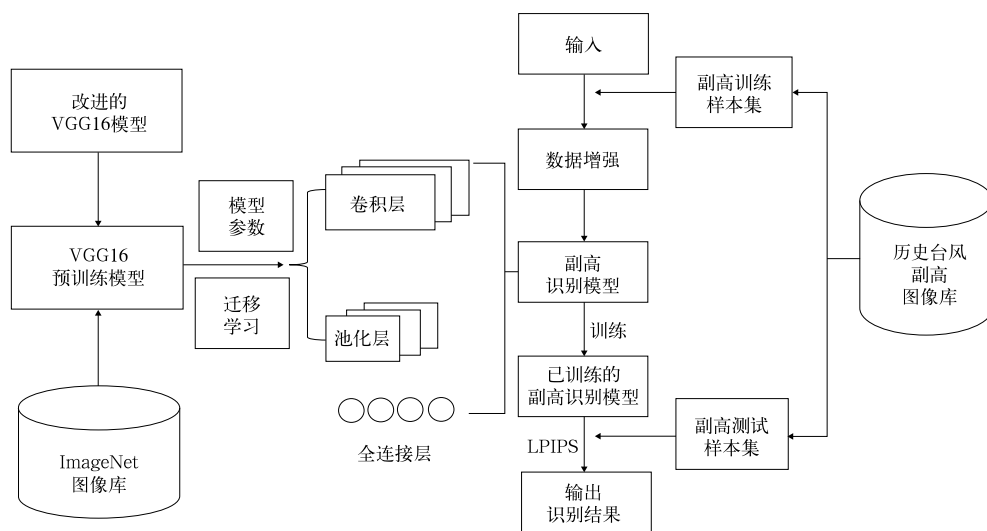 改进的
VGG16模型
VGG16
预训练模型
ImageNet
图像库
模型
参数
迁移
学习
卷积层
池化层
全连接层
输入
数据增强
副高
识别模型
训练
已训练的
副高识别模型
LPIPS
输出
识别结果
副高训练
样本集
副高测试
样本集
历史台风
副高
图像库